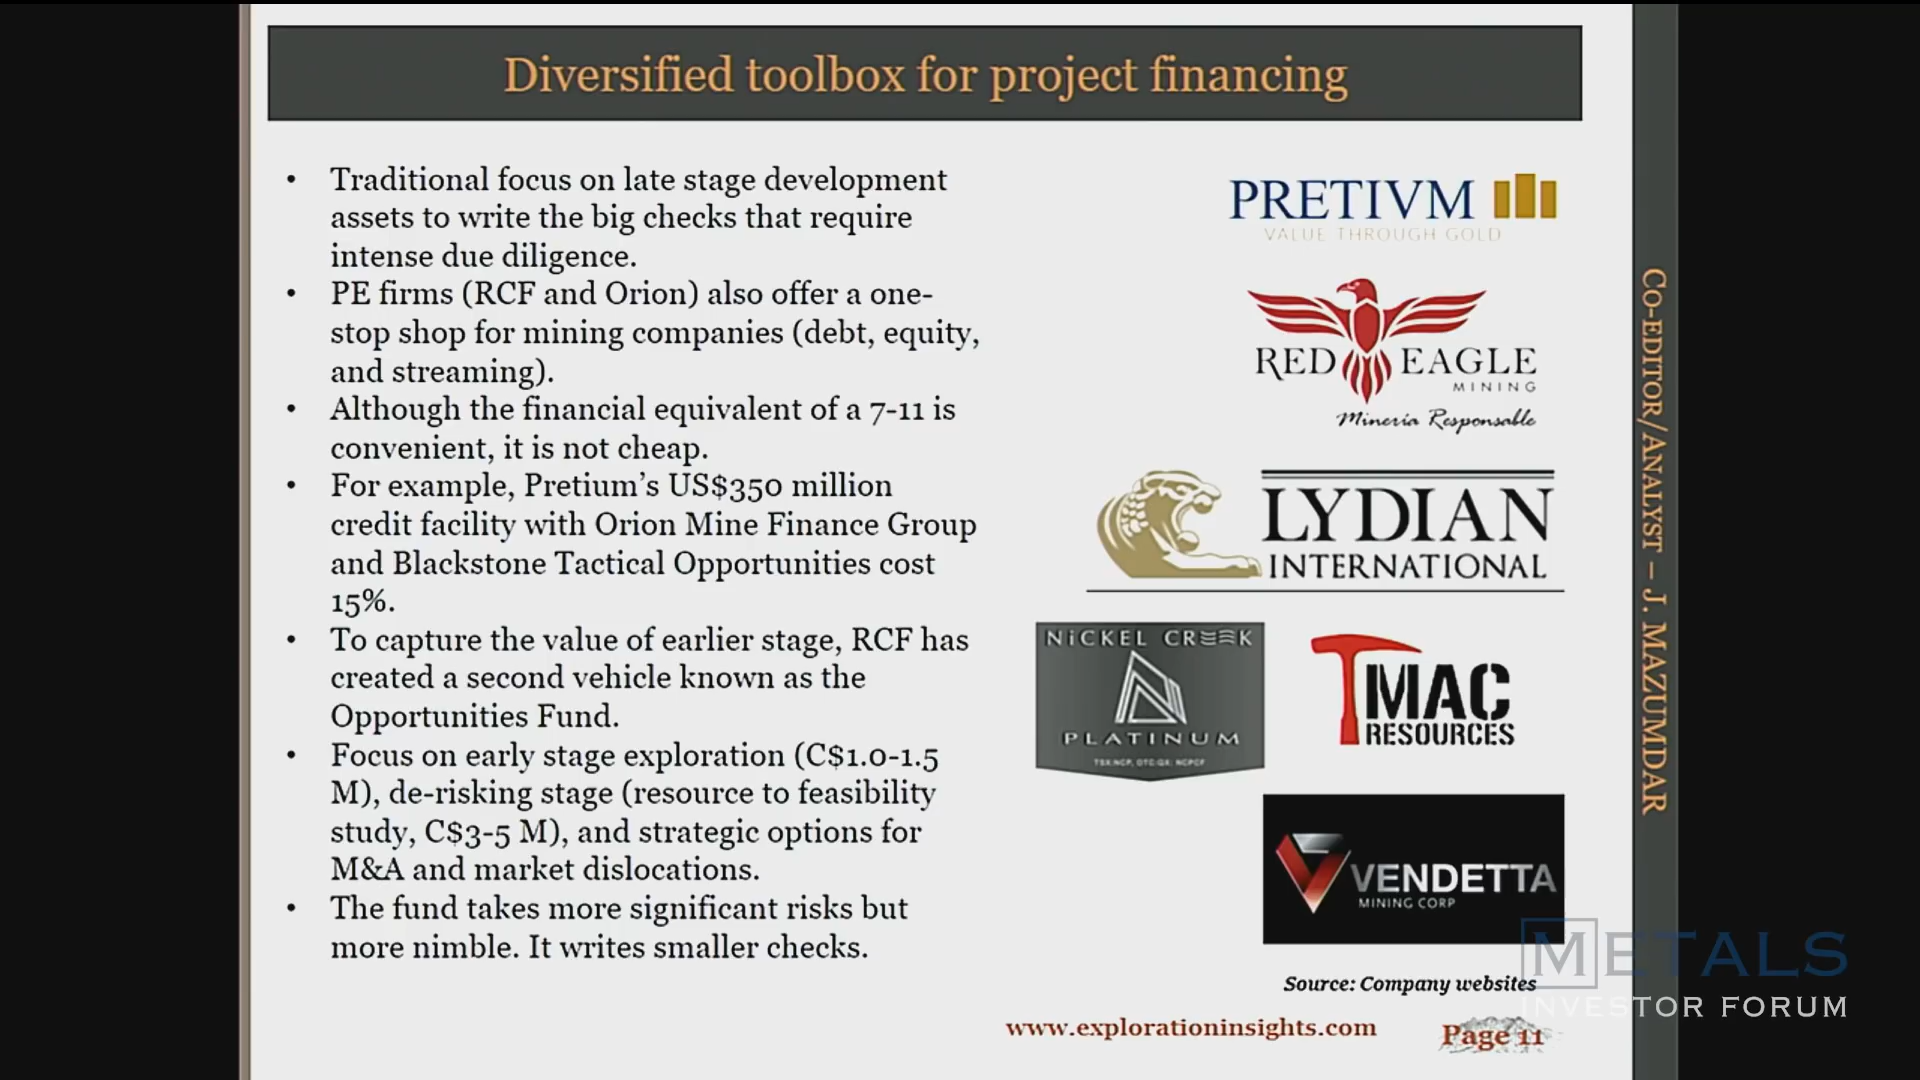 Diversified toolbox for project financing
• Traditional focus on late stage development
assets to write the big checks that require
intense due diligence.
• PE firms (RCF and Orion) also offer a one-
stop shop for mining companies (debt, equity,
and streaming).
• Although the financial equivalent of a 7-11 is
convenient, it is not cheap.
• For example, Pretium’s US$350 million
credit facility with Orion Mine Finance Group
and Blackstone Tactical Opportunities cost
15%.
• To capture the value of earlier stage, RCF has
created a second vehicle known as the
Opportunities Fund.
• Focus on early stage exploration (C$1.0-1.5
M), de-risking stage (resource to feasibility
study, C$3-5 M), and strategic options for
M&A and market dislocations.
• The fund takes more significant risks but
more nimble. It writes smaller checks.
PRETIVM
VALUE THROUGH GOLD
RED EAGLE
MINING
Minería Responsable
LYDIAN
INTERNATIONAL
NiCKEL CREEK
PLATINUM
TSX:NCP, OTC:QX: NCPCF
TMAC
RESOURCES
VENDETTA
MINING CORP
Source: Company websites
www.explorationinsights.com
Page 11
CO-EDITOR/ANALYST – J. MAZUMDAR
METALS
INVESTOR FORUM